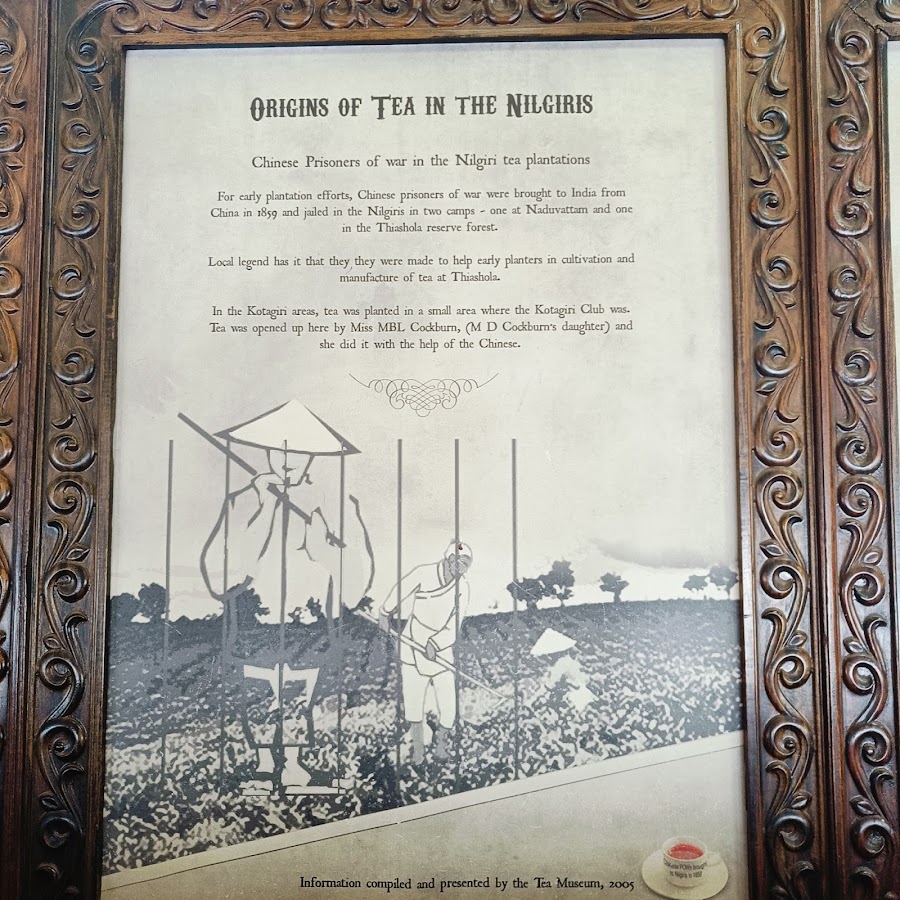 ORIGINS OF TEA IN THE NILGIRIS
Chinese Prisoners of war in the Nilgiri tea plantations
For early plantation efforts, Chinese prisoners of war were brought to India from
China in 1859 and jailed in the Nilgiris in two camps - one at Naduvattam and one
in the Thiashola reserve forest.
Local legend has it that they they were made to help early planters in cultivation and
manufacture of tea at Thiashola.
In the Kotagiri areas, tea was planted in a small area where the Kotagiri Club was.
Tea was opened up here by Miss MBL Cockburn, (M D Cockburn's daughter) and
she did it with the help of the Chinese.
Information compiled and presented by the Tea Museum, 2005